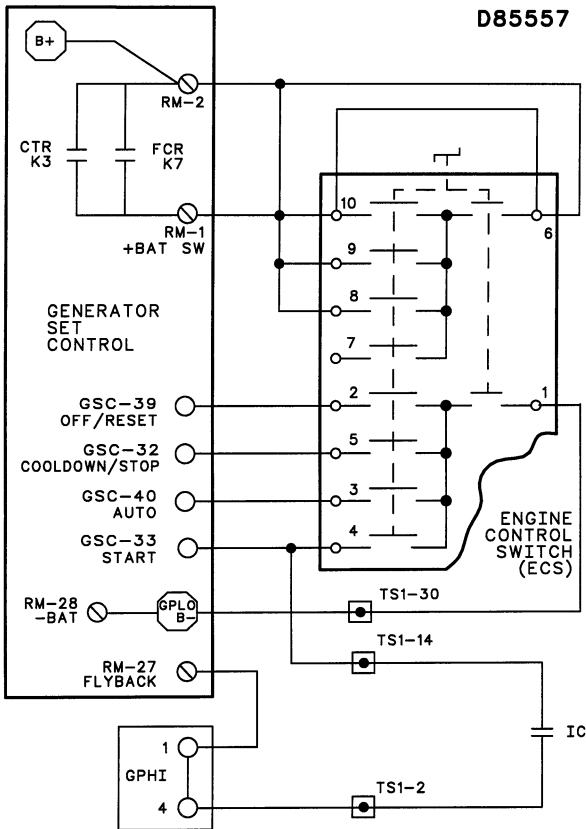 D85557
B+
RM-2
CTR
K3
FCR
K7
RM-1
+BAT SW
10
6
9
8
7
GENERATOR
SET
CONTROL
GSC-39
OFF/RESET
2
1
GSC-32
COOLDOWN/STOP
5
GSC-40
AUTO
3
GSC-33
START
4
ENGINE
CONTROL
SWITCH
(ECS)
RM-28
-BAT
GPLO
B-
TS1-30
TS1-14
RM-27
FLYBACK
IC
1
GPHI
4
TS1-2